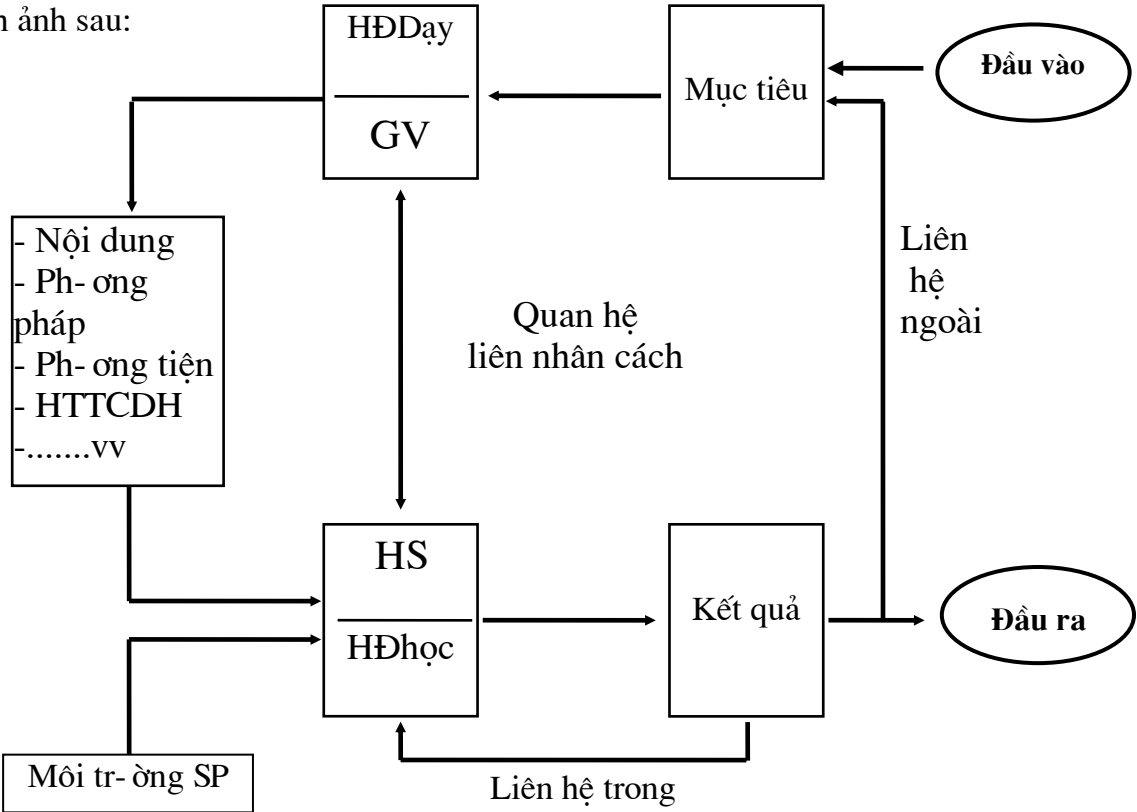 n ảnh sau:
HĐDạy
GV
Mục tiêu
Đầu vào
- Nội dung
- Ph- ơng
pháp
- Ph- ơng tiện
- HTTCDH
-.......vv
Quan hệ
liên nhân cách
Liên
hệ
ngoài
HS
HĐhọc
Kết quả
Đầu ra
Môi tr- ờng SP
Liên hệ trong